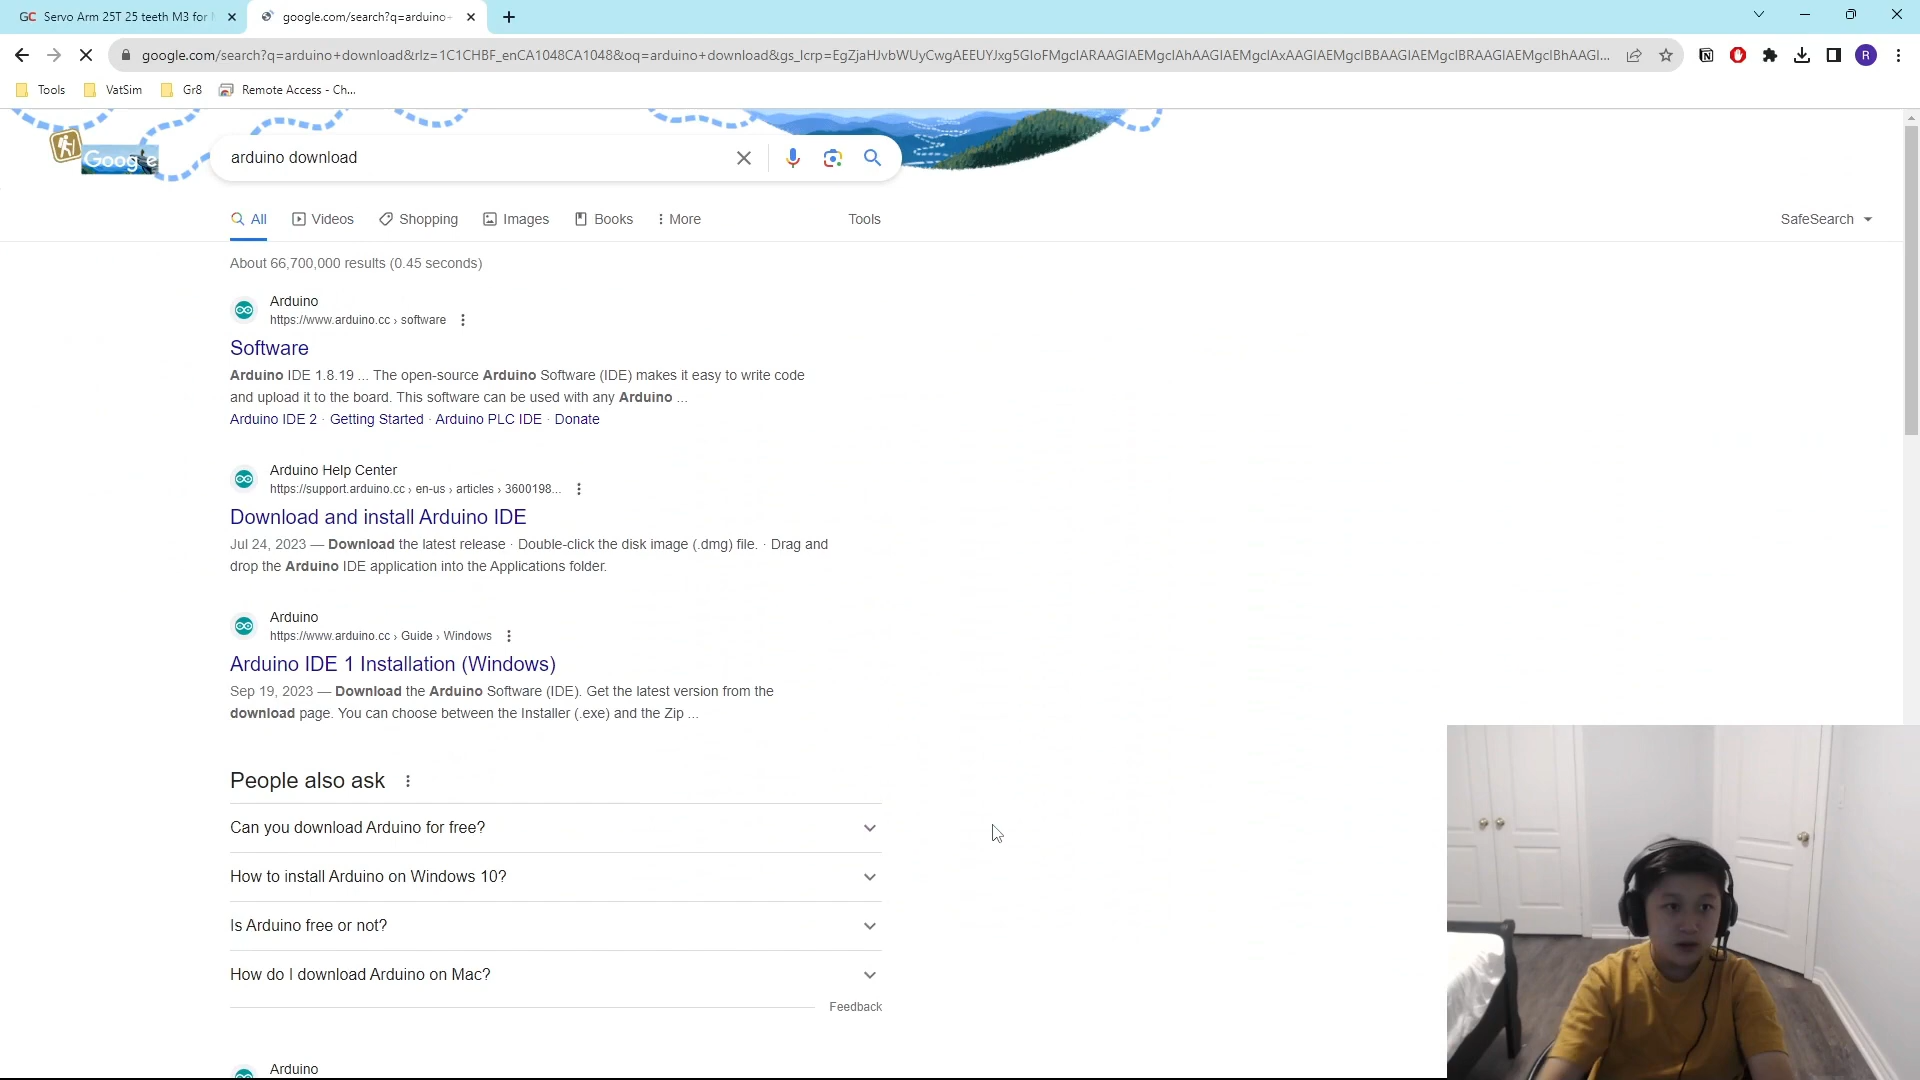 GC Servo Arm 25T 25 teeth M3 for
google.com/search?q=arduino+
google.com/search?q=arduino+download&rlz=1C1CHBF_enCA1048CA1048&oq=arduino+download&gs_lcrp=EgZjaHJvbWUyCwgAEEUYJxg5GIoFMgcIARAAGIAEMgcIAhAAGIAEMgcIAxAAGIAEMgcIBBAAGIAEMgcIBRAAGIAEMgcIBhAAGI...
R
Tools
VatSim
Gr8
Remote Access - Ch...
Goog e
arduino download
All
Videos
Shopping
Images
Books
More
Tools
SafeSearch
About 66,700,000 results (0.45 seconds)
Arduino
https://www.arduino.cc › software
Software
Arduino IDE 1.8.19 ... The open-source Arduino Software (IDE) makes it easy to write code
and upload it to the board. This software can be used with any Arduino ...
Arduino IDE 2 · Getting Started · Arduino PLC IDE · Donate
Arduino Help Center
https://support.arduino.cc › en-us › articles › 3600198...
Download and install Arduino IDE
Jul 24, 2023 — Download the latest release · Double-click the disk image (.dmg) file. · Drag and
drop the Arduino IDE application into the Applications folder.
Arduino
https://www.arduino.cc › Guide › Windows
Arduino IDE 1 Installation (Windows)
Sep 19, 2023 — Download the Arduino Software (IDE). Get the latest version from the
download page. You can choose between the Installer (.exe) and the Zip ...
People also ask
Can you download Arduino for free?
How to install Arduino on Windows 10?
Is Arduino free or not?
How do I download Arduino on Mac?
Feedback
Arduino